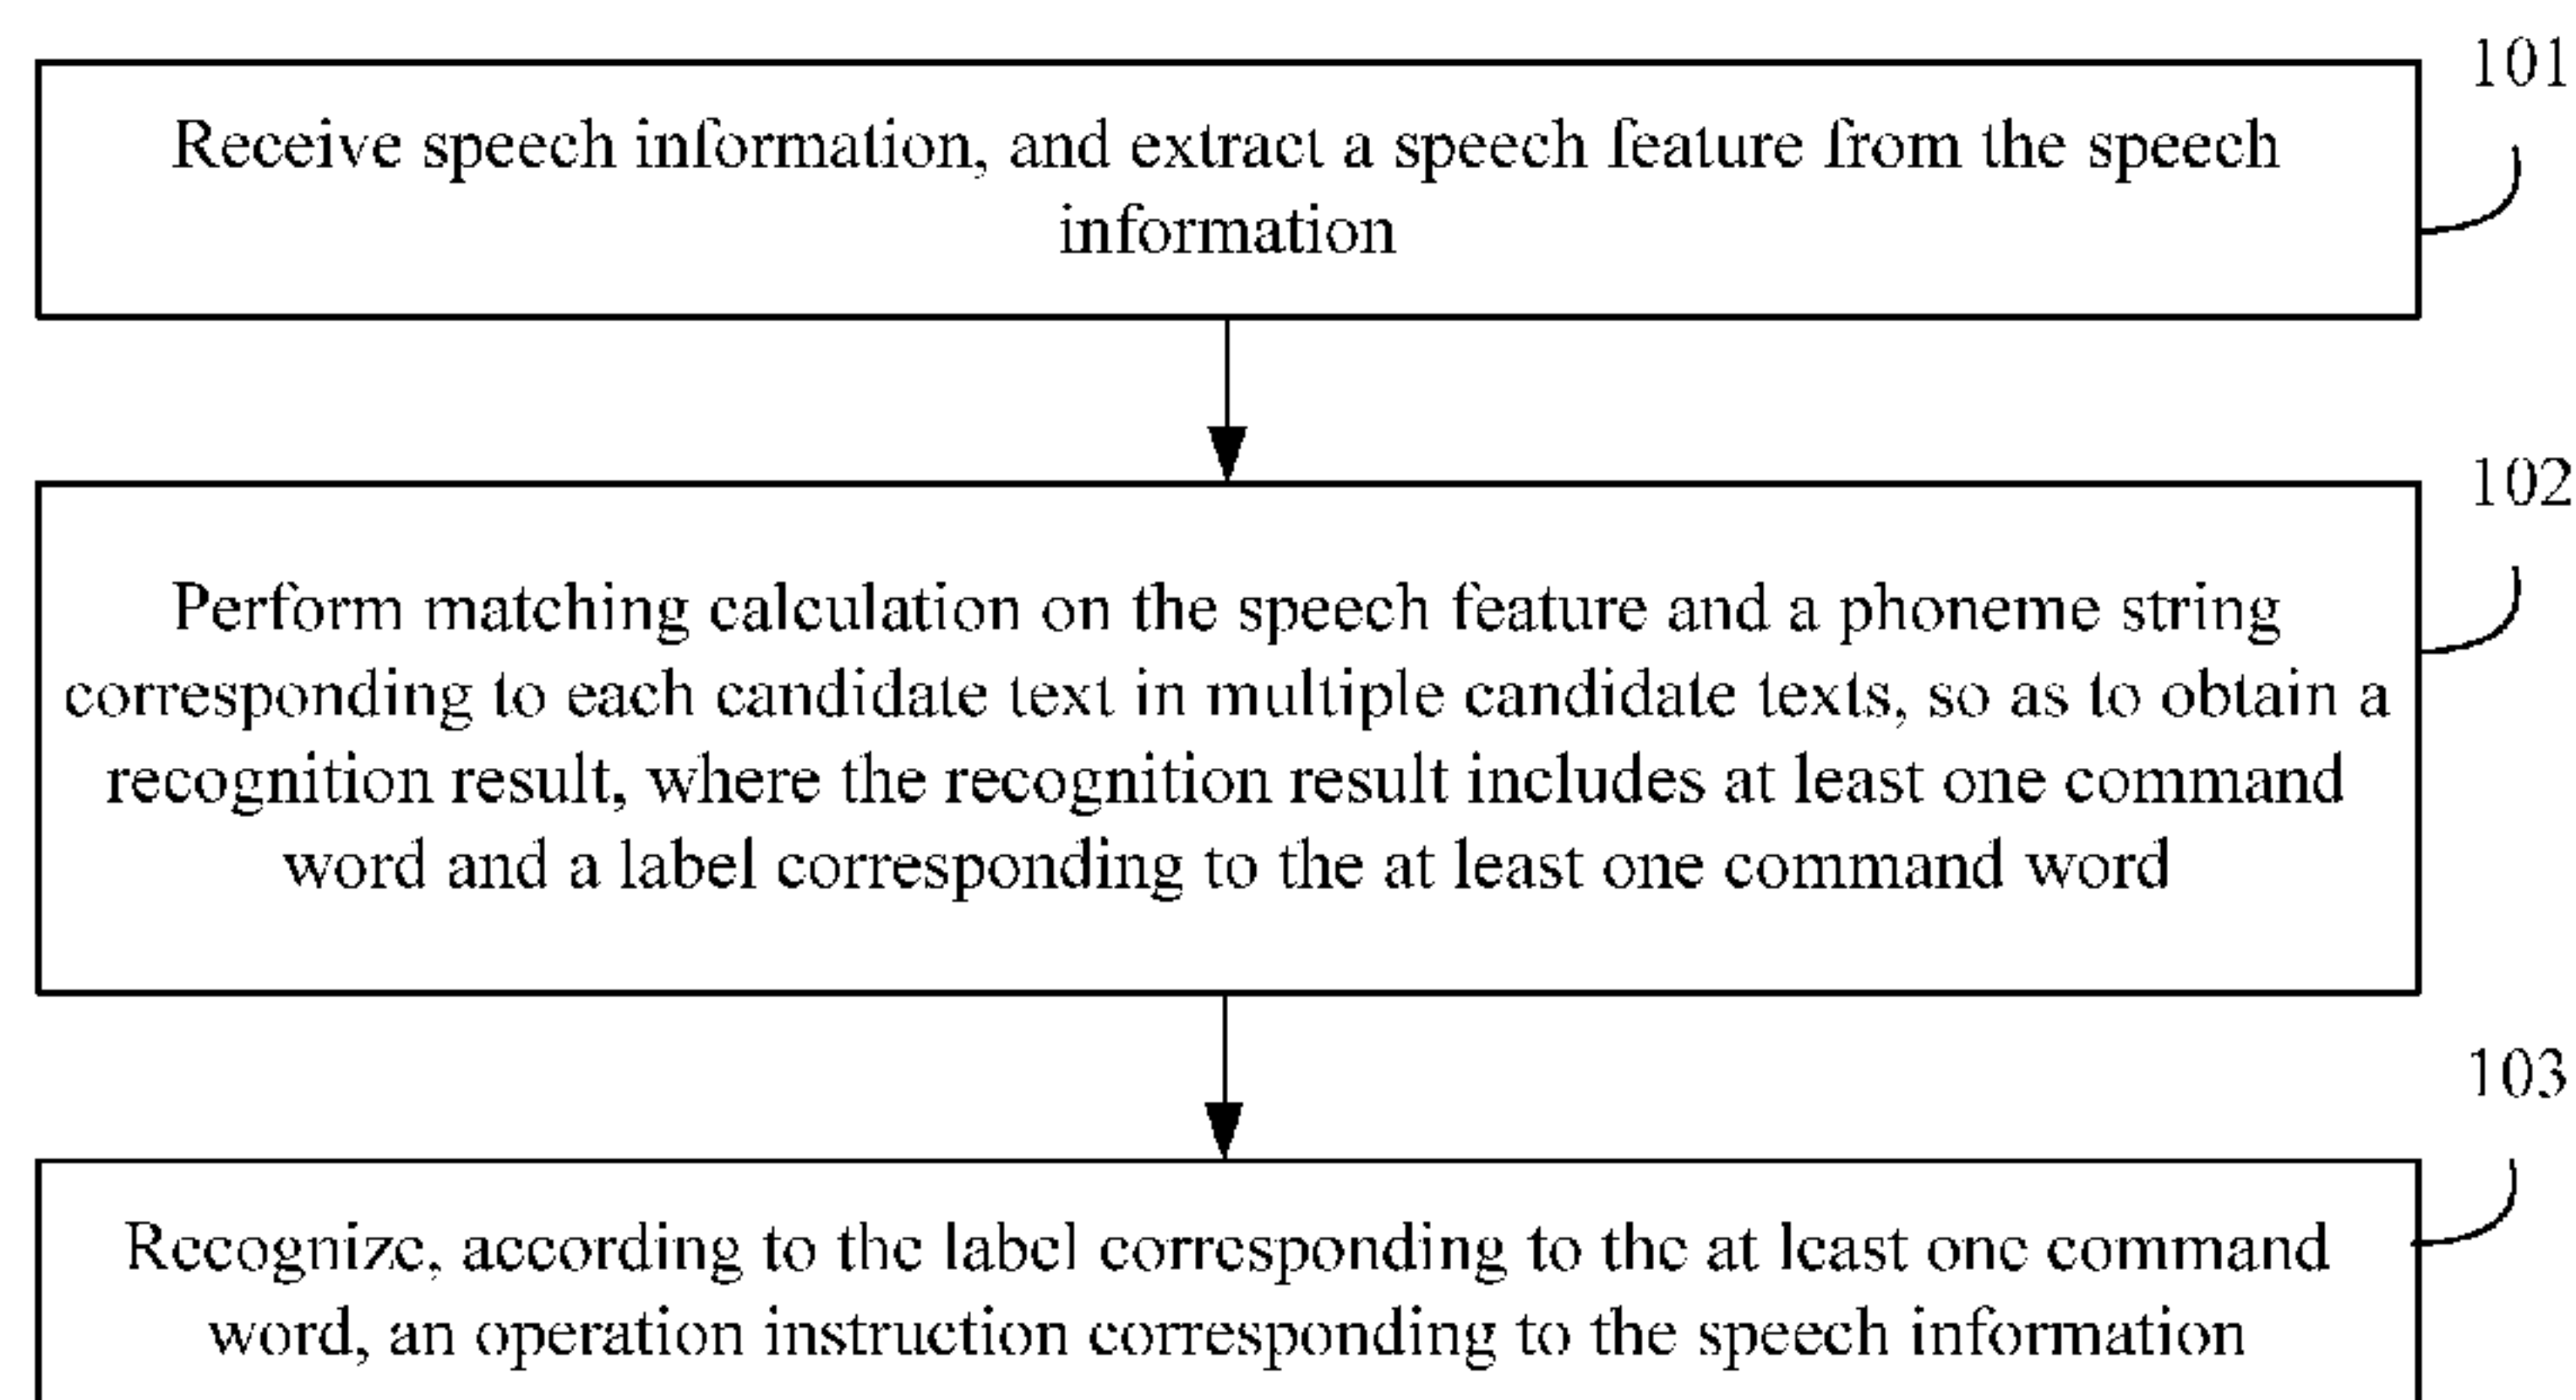 101
Receive speech information, and extract a speech feature from the speech
information
102
Perform matching calculation on the speech feature and a phoneme string
corresponding to each candidate text in multiple candidate texts, so as to obtain a
recognition result, where the recognition result includes at least one command
word and a label corresponding to the at least one command word
103
Recognize, according to the label corresponding to the at least one command
word, an operation instruction corresponding to the speech information